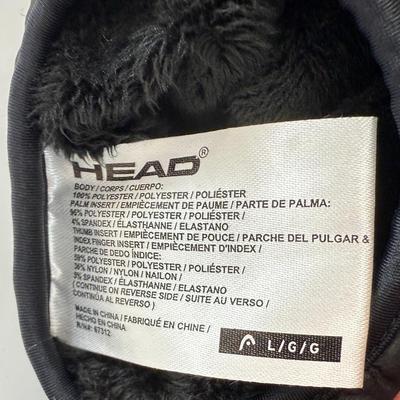 HEAD®
BODY / CORPS / CUERPO:
100% POLYESTER / POLYESTER / POLIÉSTER
PALM INSERT / EMPIÈCEMENT DE PAUME / PARTE DE PALMA:
96% POLYESTER / POLYESTER / POLIÉSTER /
4% SPANDEX / ÉLASTHANNE / ELASTANO
THUMB INSERT / EMPIÈCEMENT DE POUCE / PARCHE DEL PULGAR &
INDEX FINGER INSERT / EMPIÈCEMENT D'INDEX /
PARCHE DE DEDO ÍNDICE:
59% POLYESTER / POLYESTER / POLIÉSTER /
36% NYLON / NYLON / NAILON /
5% SPANDEX / ÉLASTHANNE / ELASTANO
( CONTINUE ON REVERSE SIDE / SUITE AU VERSO /
CONTINÚA AL REVERSO )
MADE IN CHINA / FABRIQUÉ EN CHINE /
HECHO EN CHINA
R/N#: 67312
L/G/G